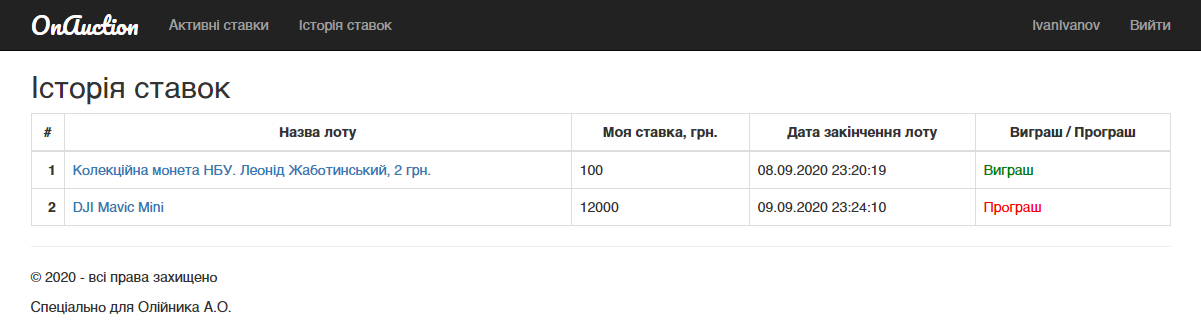 OnAuction Активні ставки Історія ставок IvanIvanov Вийти
Історія ставок
# Назва лоту Моя ставка, грн. Дата закінчення лоту Виграш / Програш
1 Колекційна монета НБУ. Леонід Жаботинський, 2 грн. 100 08.09.2020 23:20:19 Виграш
2 DJI Mavic Mini 12000 09.09.2020 23:24:10 Програш
© 2020 - всі права захищено
Спеціально для Олійника А.О.